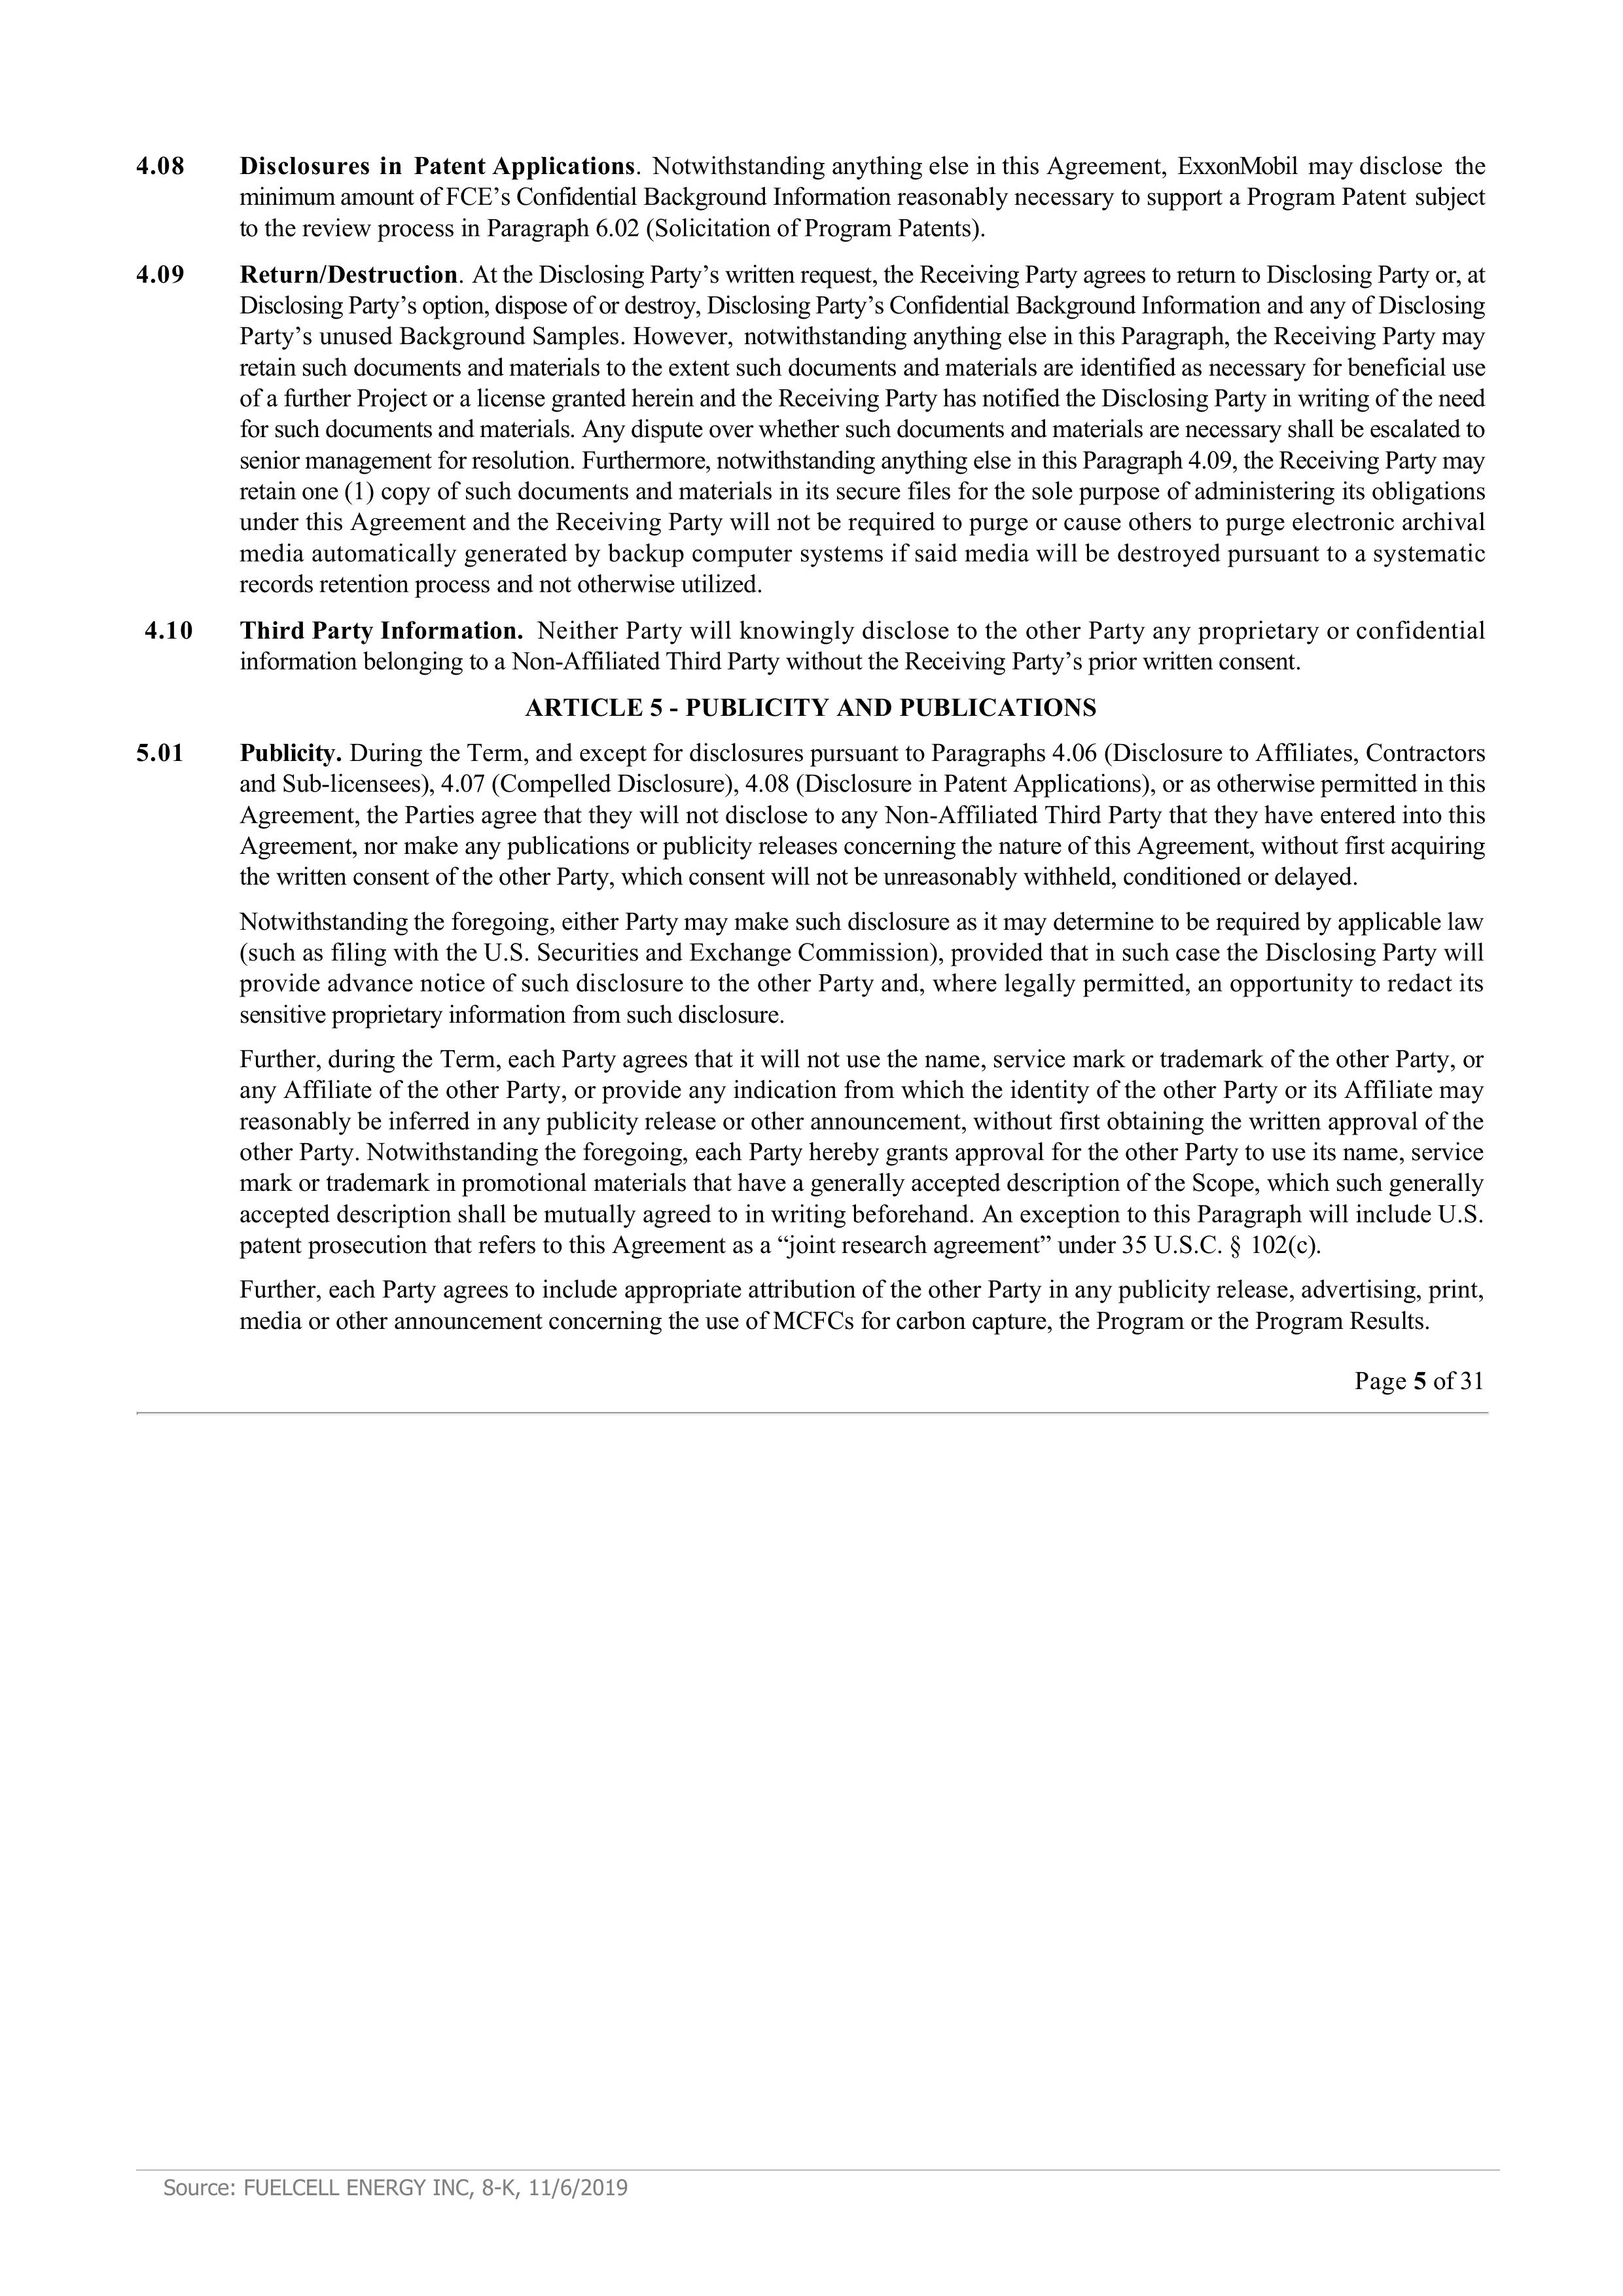 4.08 Disclosures in Patent Applications. Notwithstanding anything else in this Agreement, ExxonMobil may disclose the
minimum amount of FCE’s Confidential Background Information reasonably necessary to support a Program Patent subject
to the review process in Paragraph 6.02 (Solicitation of Program Patents).
4.09 Return/Destruction. At the Disclosing Party’s written request, the Receiving Party agrees to return to Disclosing Party or, at
Disclosing Party’s option, dispose of or destroy, Disclosing Party’s Confidential Background Information and any of Disclosing
Party’s unused Background Samples. However, notwithstanding anything else in this Paragraph, the Receiving Party may
retain such documents and materials to the extent such documents and materials are identified as necessary for beneficial use
of a further Project or a license granted herein and the Receiving Party has notified the Disclosing Party in writing of the need
for such documents and materials. Any dispute over whether such documents and materials are necessary shall be escalated to
senior management for resolution. Furthermore, notwithstanding anything else in this Paragraph 4.09, the Receiving Party may
retain one (1) copy of such documents and materials in its secure files for the sole purpose of administering its obligations
under this Agreement and the Receiving Party will not be required to purge or cause others to purge electronic archival
media automatically generated by backup computer systems if said media will be destroyed pursuant to a systematic
records retention process and not otherwise utilized.
4.10 Third Party Information. Neither Party will knowingly disclose to the other Party any proprietary or confidential
information belonging to a Non-Affiliated Third Party without the Receiving Party’s prior written consent.
ARTICLE 5 - PUBLICITY AND PUBLICATIONS
5.01 Publicity. During the Term, and except for disclosures pursuant to Paragraphs 4.06 (Disclosure to Affiliates, Contractors
and Sub-licensees), 4.07 (Compelled Disclosure), 4.08 (Disclosure in Patent Applications), or as otherwise permitted in this
Agreement, the Parties agree that they will not disclose to any Non-Affiliated Third Party that they have entered into this
Agreement, nor make any publications or publicity releases concerning the nature of this Agreement, without first acquiring
the written consent of the other Party, which consent will not be unreasonably withheld, conditioned or delayed.
Notwithstanding the foregoing, either Party may make such disclosure as it may determine to be required by applicable law
(such as filing with the U.S. Securities and Exchange Commission), provided that in such case the Disclosing Party will
provide advance notice of such disclosure to the other Party and, where legally permitted, an opportunity to redact its
sensitive proprietary information from such disclosure.
Further, during the Term, each Party agrees that it will not use the name, service mark or trademark of the other Party, or
any Affiliate of the other Party, or provide any indication from which the identity of the other Party or its Affiliate may
reasonably be inferred in any publicity release or other announcement, without first obtaining the written approval of the
other Party. Notwithstanding the foregoing, each Party hereby grants approval for the other Party to use its name, service
mark or trademark in promotional materials that have a generally accepted description of the Scope, which such generally
accepted description shall be mutually agreed to in writing beforehand. An exception to this Paragraph will include U.S.
patent prosecution that refers to this Agreement as a “joint research agreement” under 35 U.S.C. § 102(c).
Further, each Party agrees to include appropriate attribution of the other Party in any publicity release, advertising, print,
media or other announcement concerning the use of MCFCs for carbon capture, the Program or the Program Results.
Page 5 of 31
Source: FUELCELL ENERGY INC, 8-K, 11/6/2019